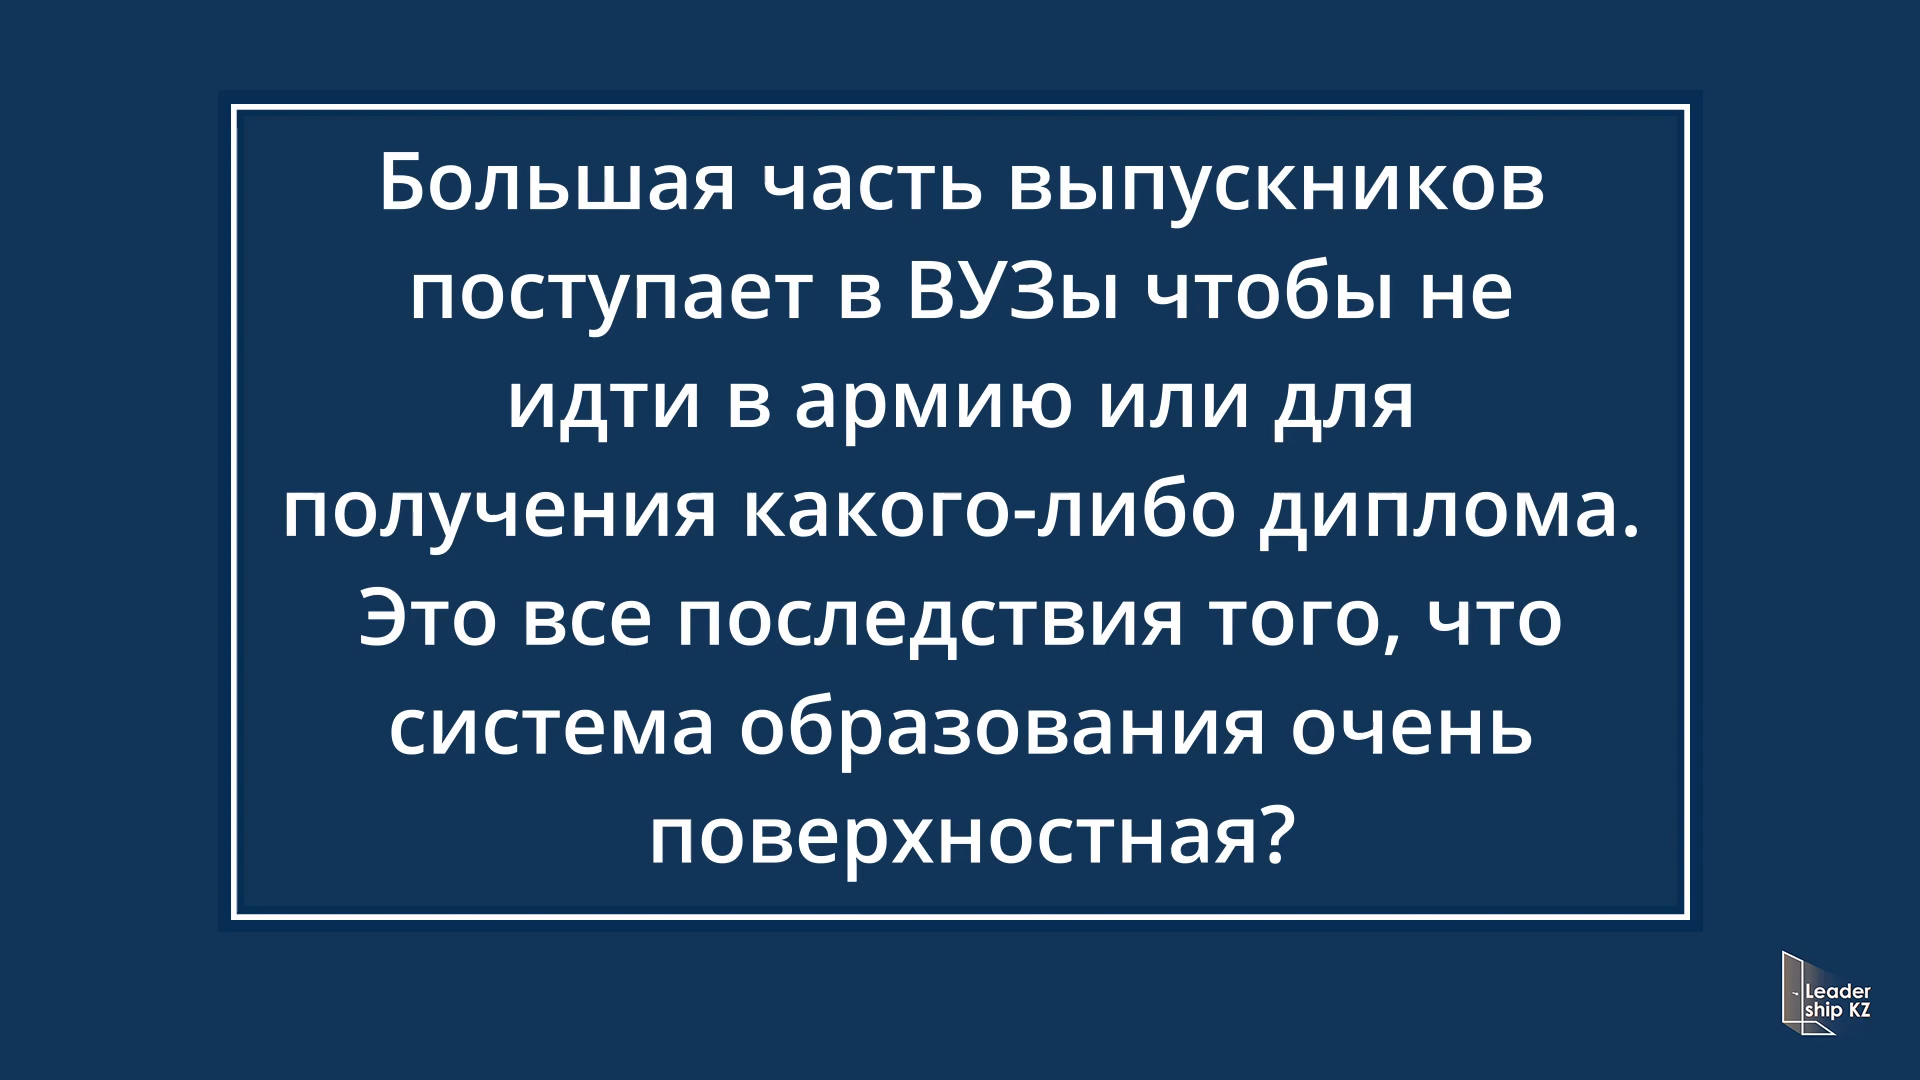 Большая часть выпускников
поступает в ВУЗы чтобы не
идти в армию или для
получения какого-либо диплома.
Это все последствия того, что
система образования очень
поверхностная?
Leader
ship KZ